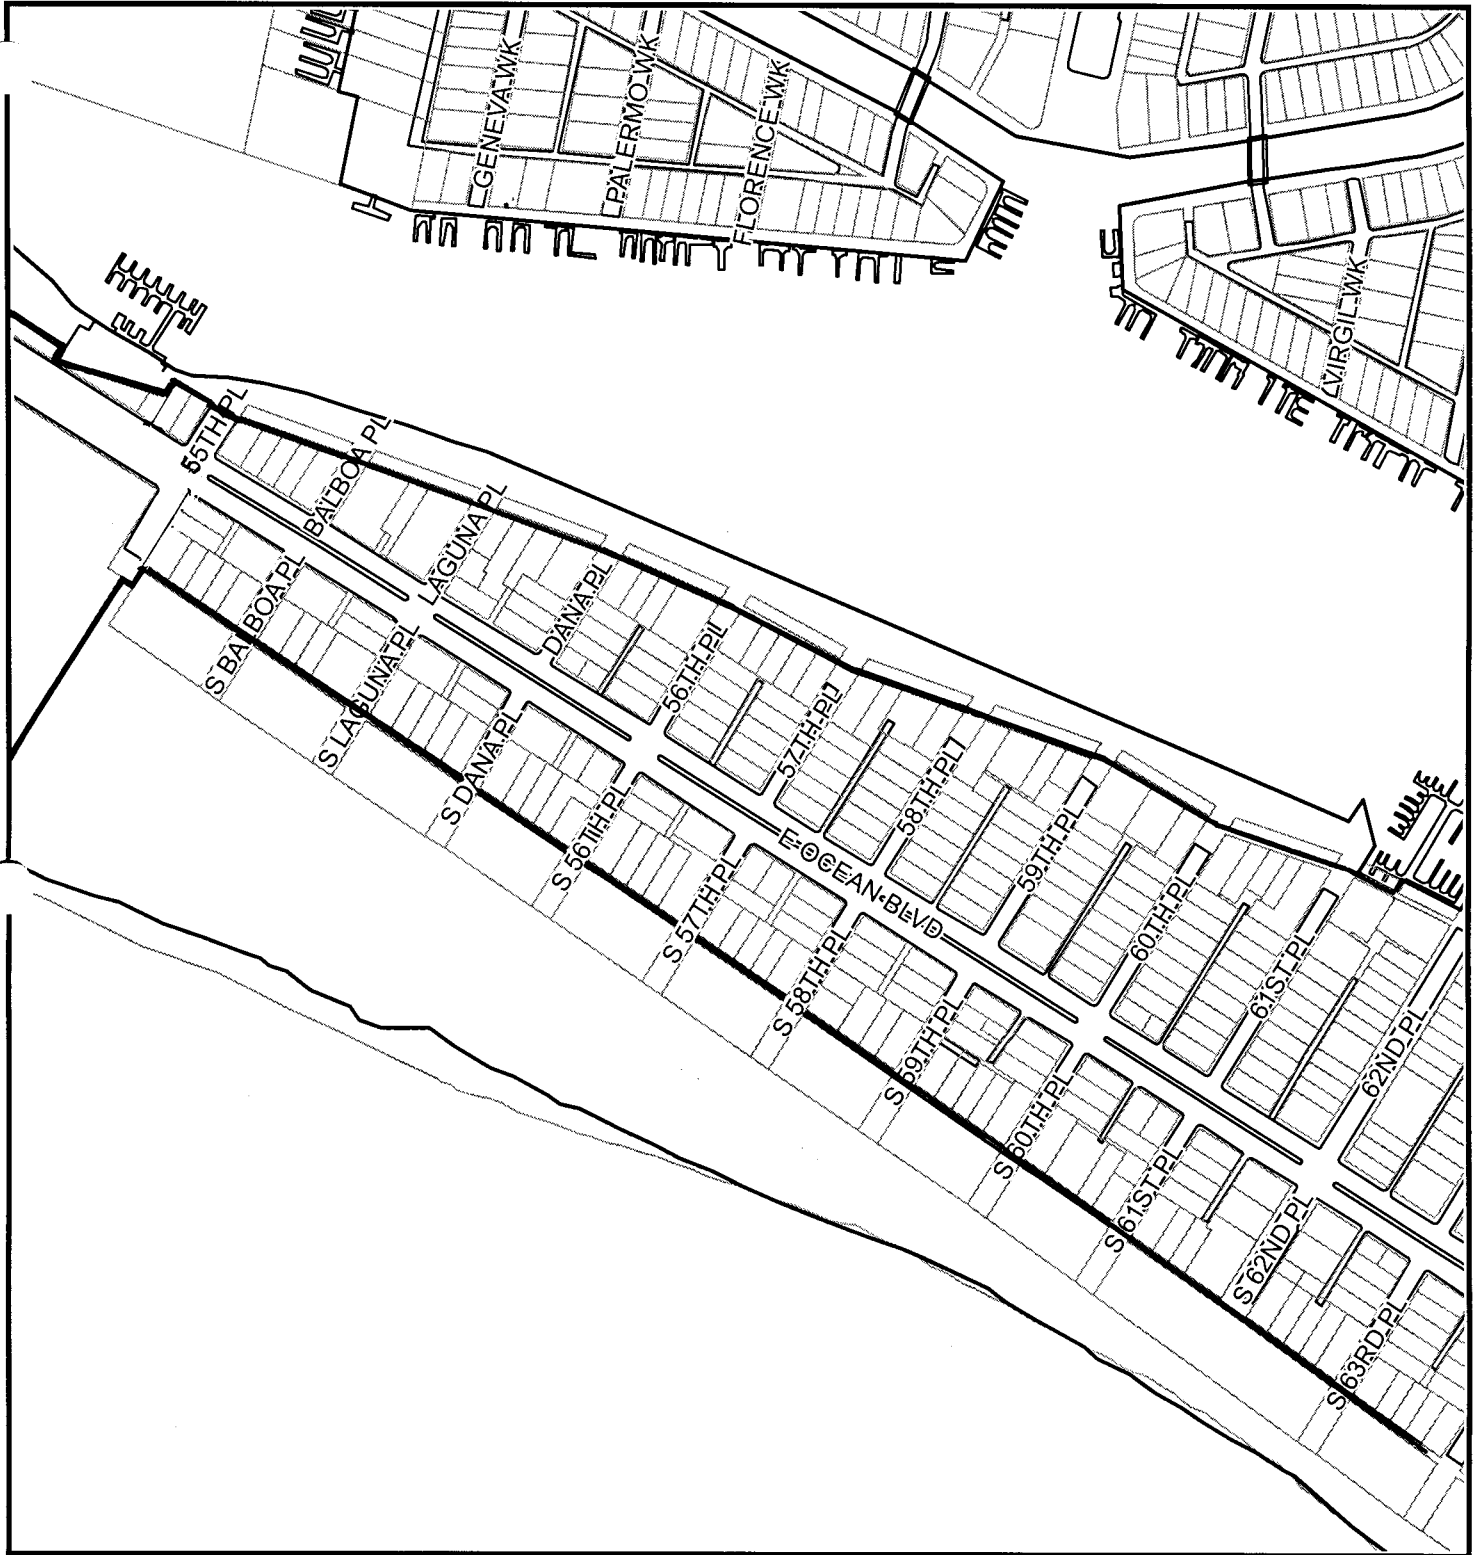 GENEVA WK
PALERMO WK
FLORENCE WK
VIRGIL WK
55TH PL
BALBOA PL
LAGUNA PL
DANA PL
56TH PL
57TH PL
58TH PL
59TH PL
60TH PL
61ST PL
62ND PL
E OCEAN BLVD
S BALBOA PL
S LAGUNA PL
S DANA PL
S 56TH PL
S 57TH PL
S 58TH PL
S 59TH PL
S 60TH PL
S 61ST PL
S 62ND PL
S 63RD PL